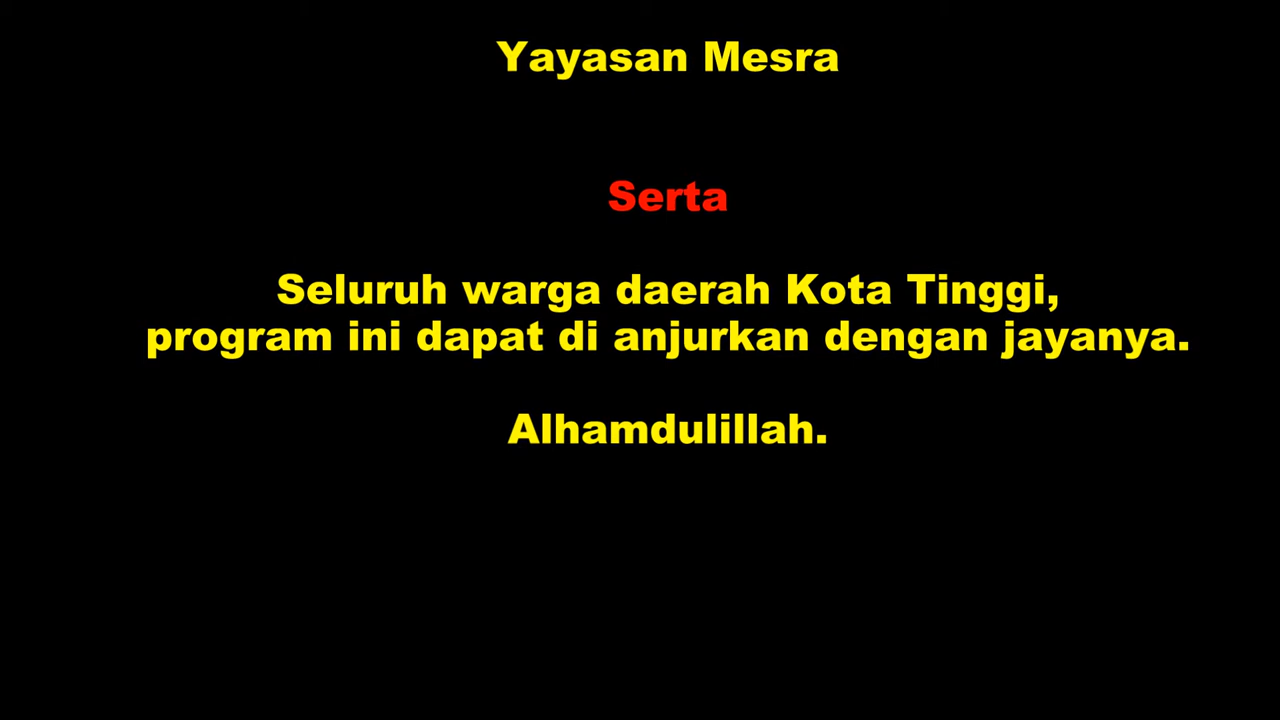 Yayasan Mesra
Serta
Seluruh warga daerah Kota Tinggi,
program ini dapat di anjurkan dengan jayanya.
Alhamdulillah.